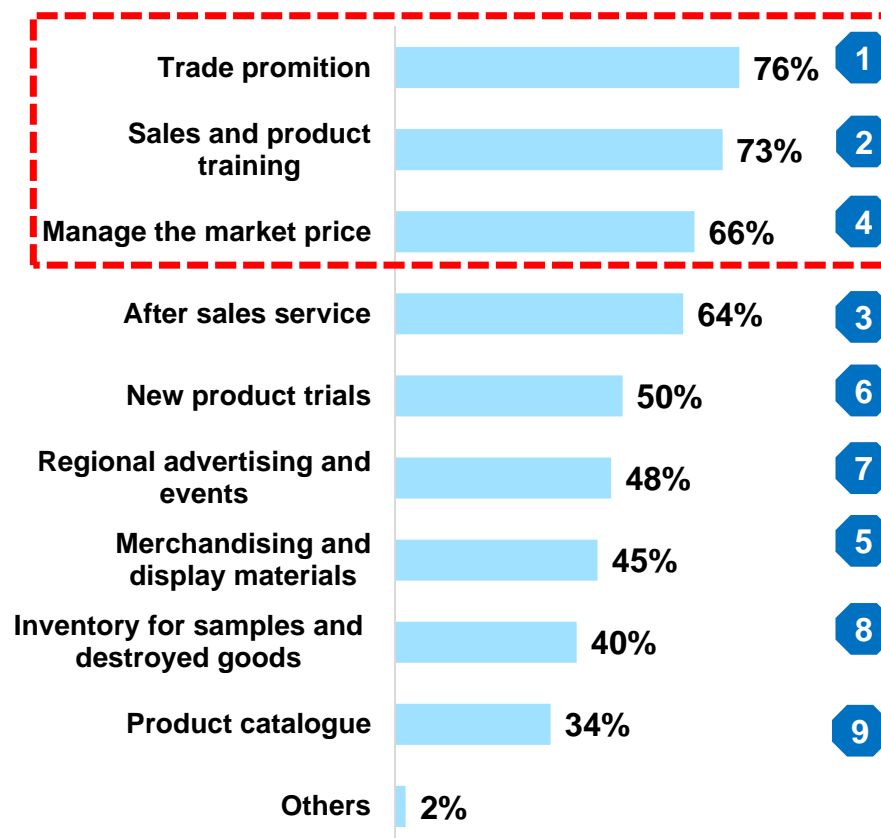 Trade promition
76%
1
Sales and product
training
73%
2
Manage the market price
66%
4
After sales service
64%
3
New product trials
50%
6
Regional advertising and
events
48%
7
Merchandising and
display materials
45%
5
Inventory for samples and
destroyed goods
40%
8
Product catalogue
34%
9
Others
2%